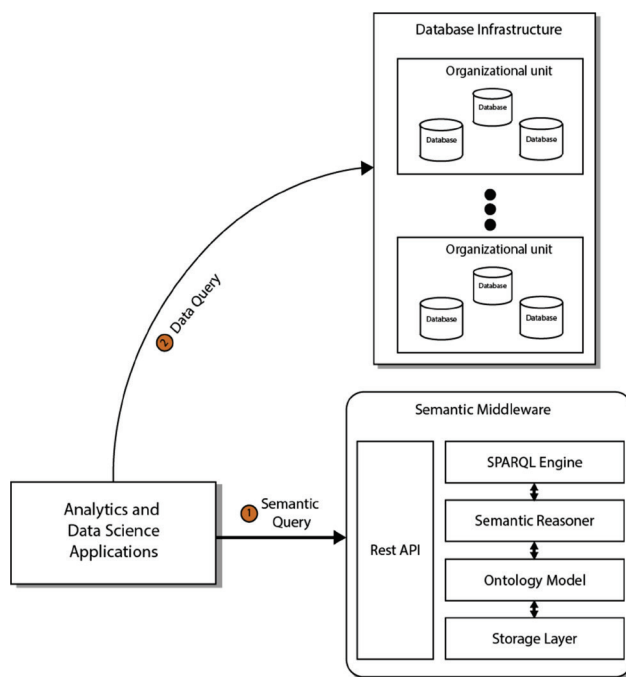 Database Infrastructure
Organizational unit
Database
Database
Database
Organizational unit
Database
Database
Database
2 Data Query
Analytics and
Data Science
Applications
1 Semantic
Query
Semantic Middleware
Rest API
SPARQL Engine
Semantic Reasoner
Ontology Model
Storage Layer